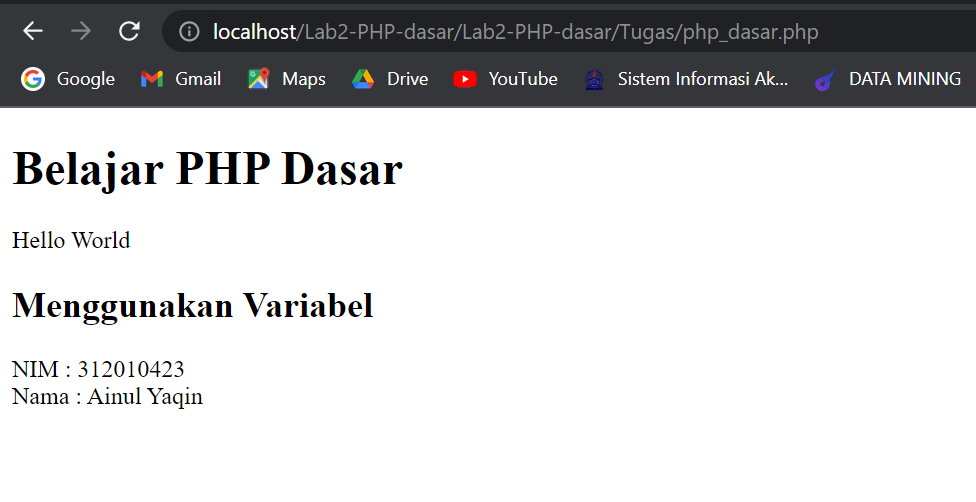 localhost/Lab2-PHP-dasar/Lab2-PHP-dasar/Tugas/php_dasar.php
Google Gmail Maps Drive YouTube Sistem Informasi Ak... DATA MINING
Belajar PHP Dasar
Hello World
Menggunakan Variabel
NIM : 312010423
Nama : Ainul Yaqin